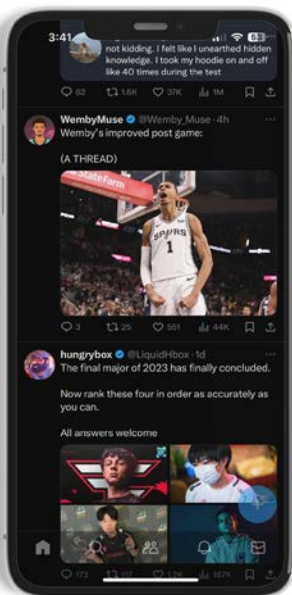 3:41
63
not kidding. I felt like I unearthed hidden
knowledge. I took my hoodie on and off
like 40 times during the test
62 1.6K 37K 1M
WembyMuse @Wemby_Muse · 4h
Wemby's improved post game:
(A THREAD)
StateFarm
SPURS
1
3 25 551 44K
hungrybox @LiquidHbox · 1d
The final major of 2023 has finally concluded.
Now rank these four in order as accurately as
you can.
All answers welcome
173 117 1.2K 187K